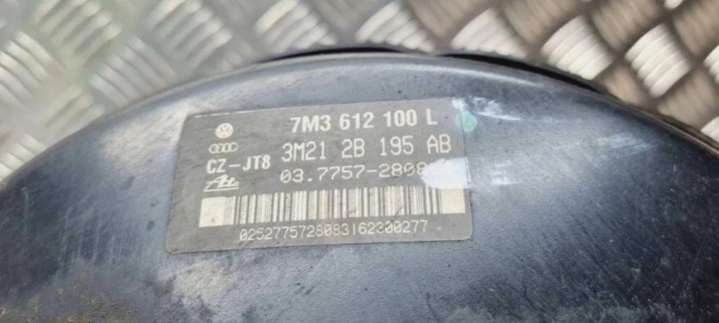 7M3 612 100 L
3M21 2B 195 AB
CZ-JT8
03.7757-2808
0252775728083162300277